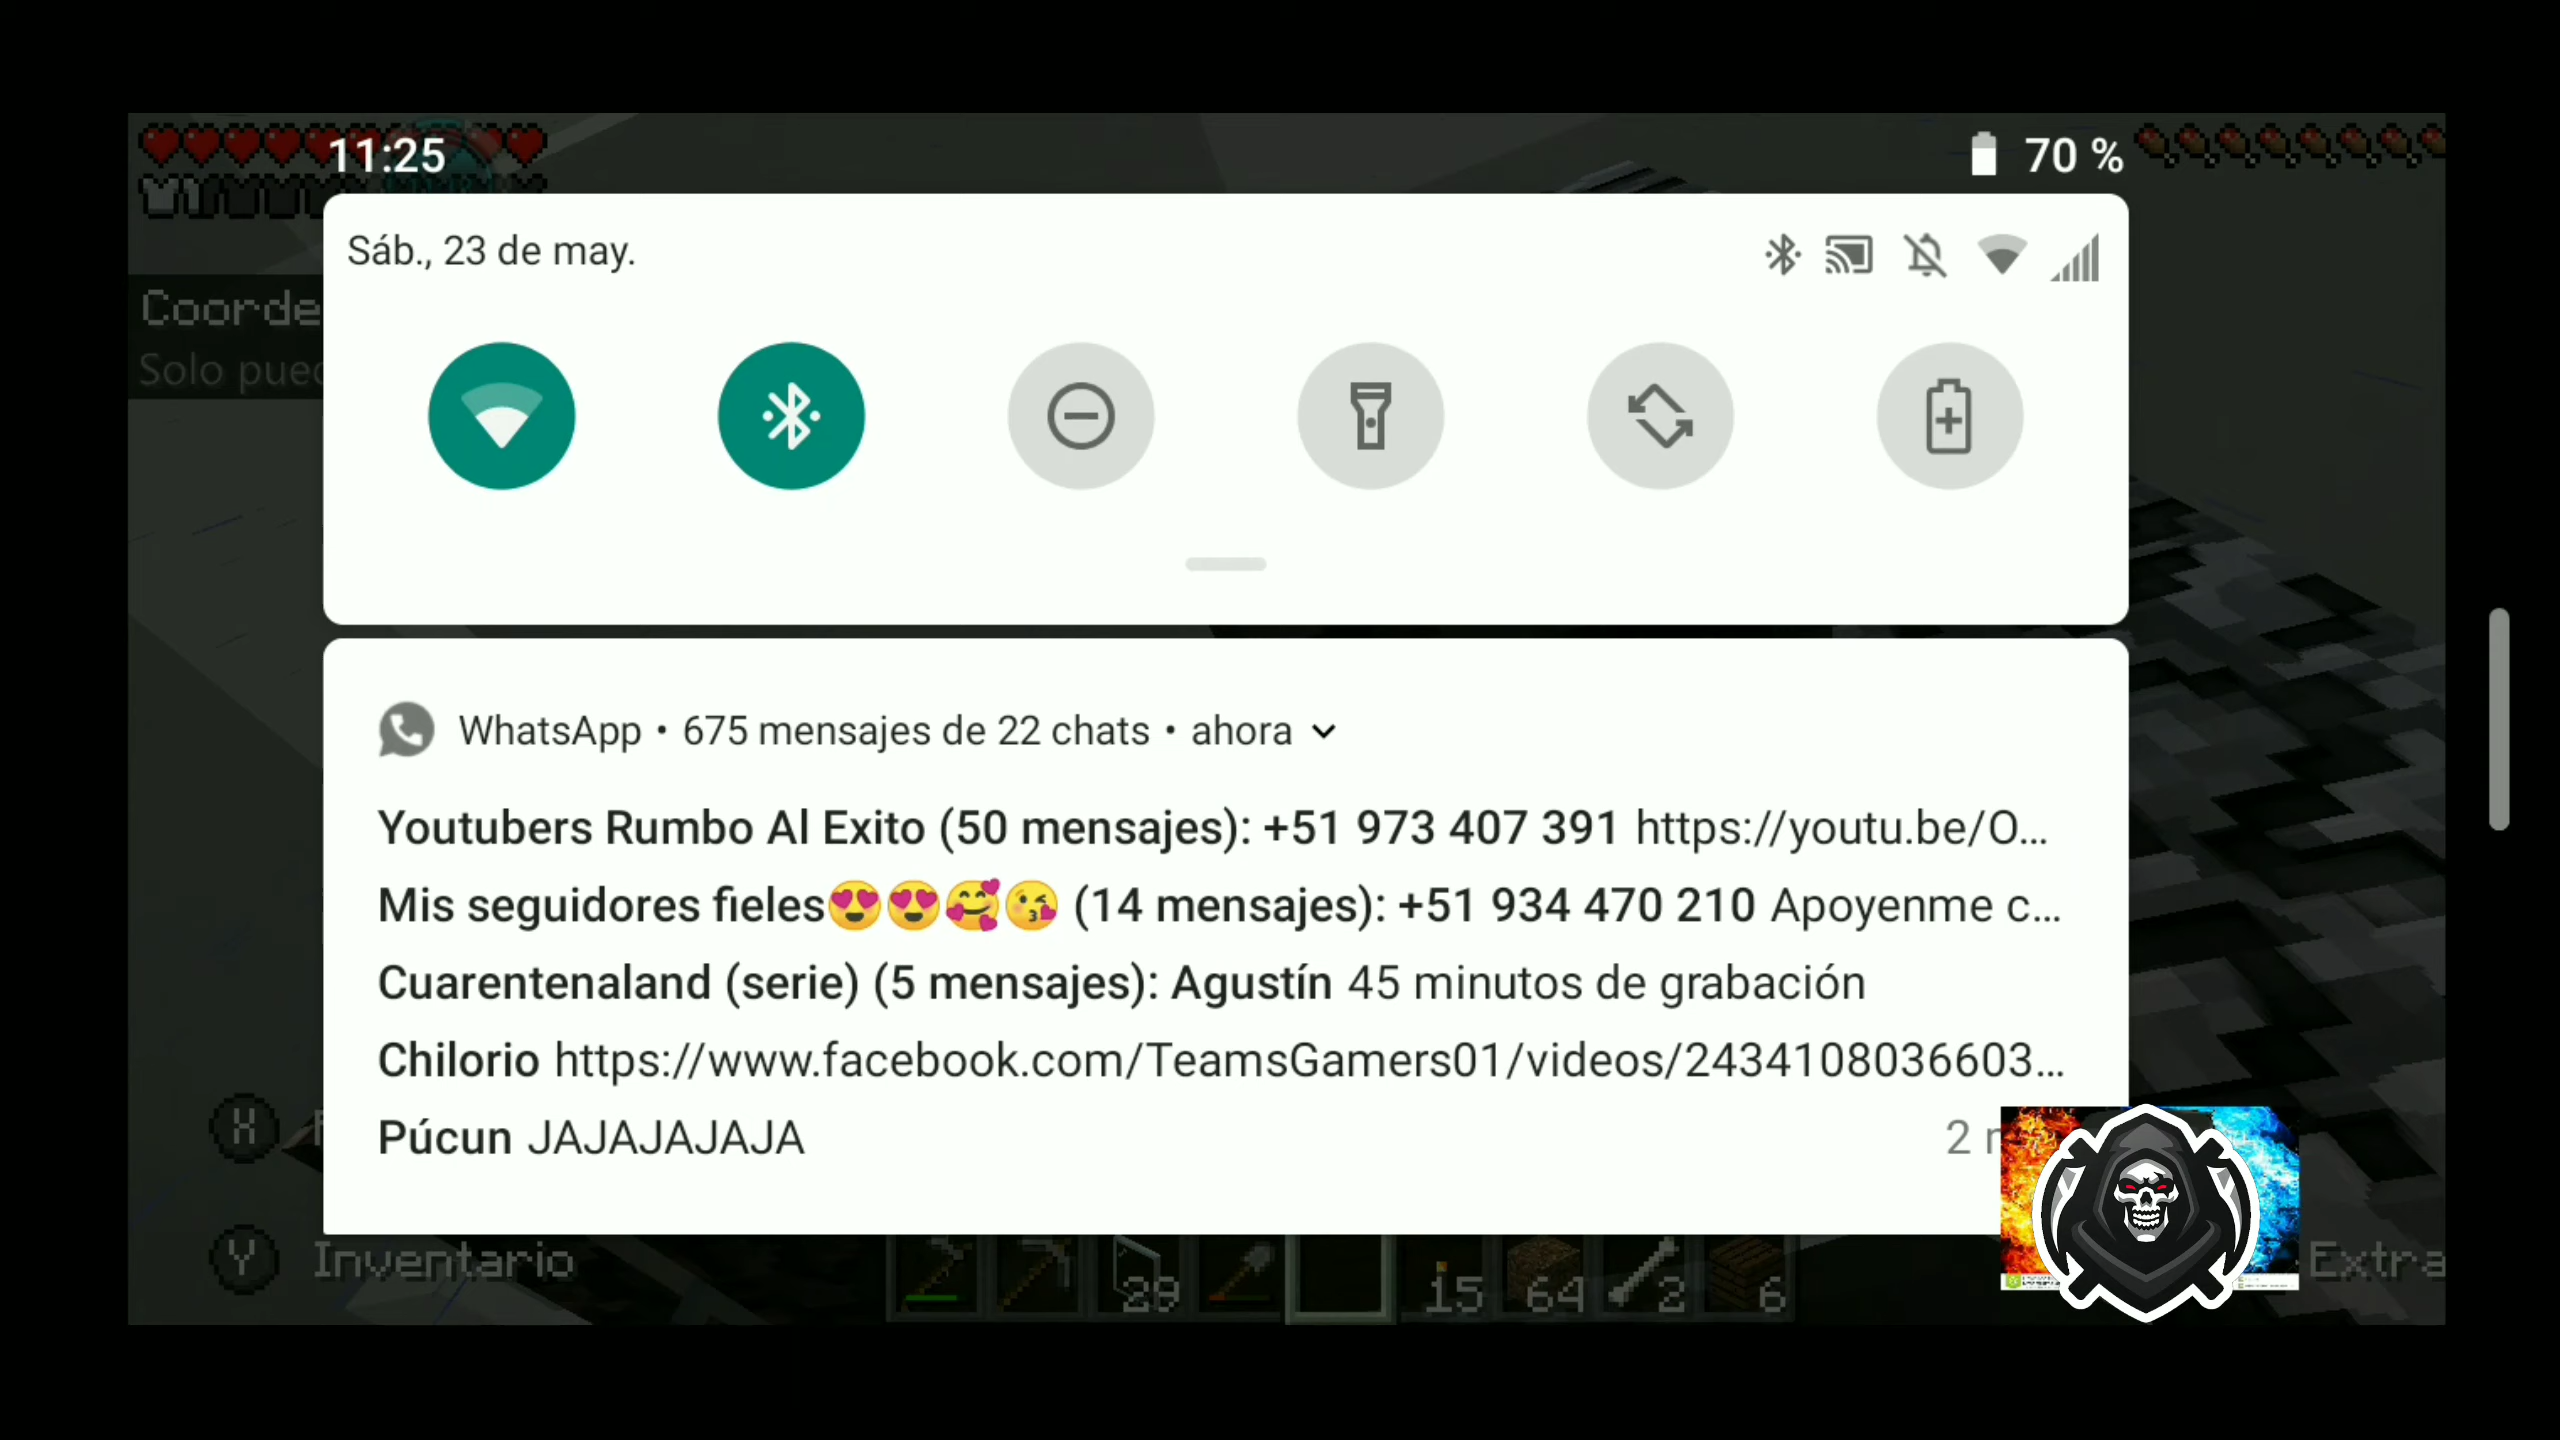 11:25
70 %
Sáb., 23 de may.
Coorde
Solo pued
WhatsApp • 675 mensajes de 22 chats • ahora
Youtubers Rumbo Al Exito (50 mensajes): +51 973 407 391 https://youtu.be/O…
Mis seguidores fieles😍😍🥰😘 (14 mensajes): +51 934 470 210 Apoyenme c…
Cuarentenaland (serie) (5 mensajes): Agustín 45 minutos de grabación
Chilorio https://www.facebook.com/TeamsGamers01/videos/2434108036603…
Púcun JAJAJAJAJA
2
X
Y Inventario
29 15 64 2 6
Extra